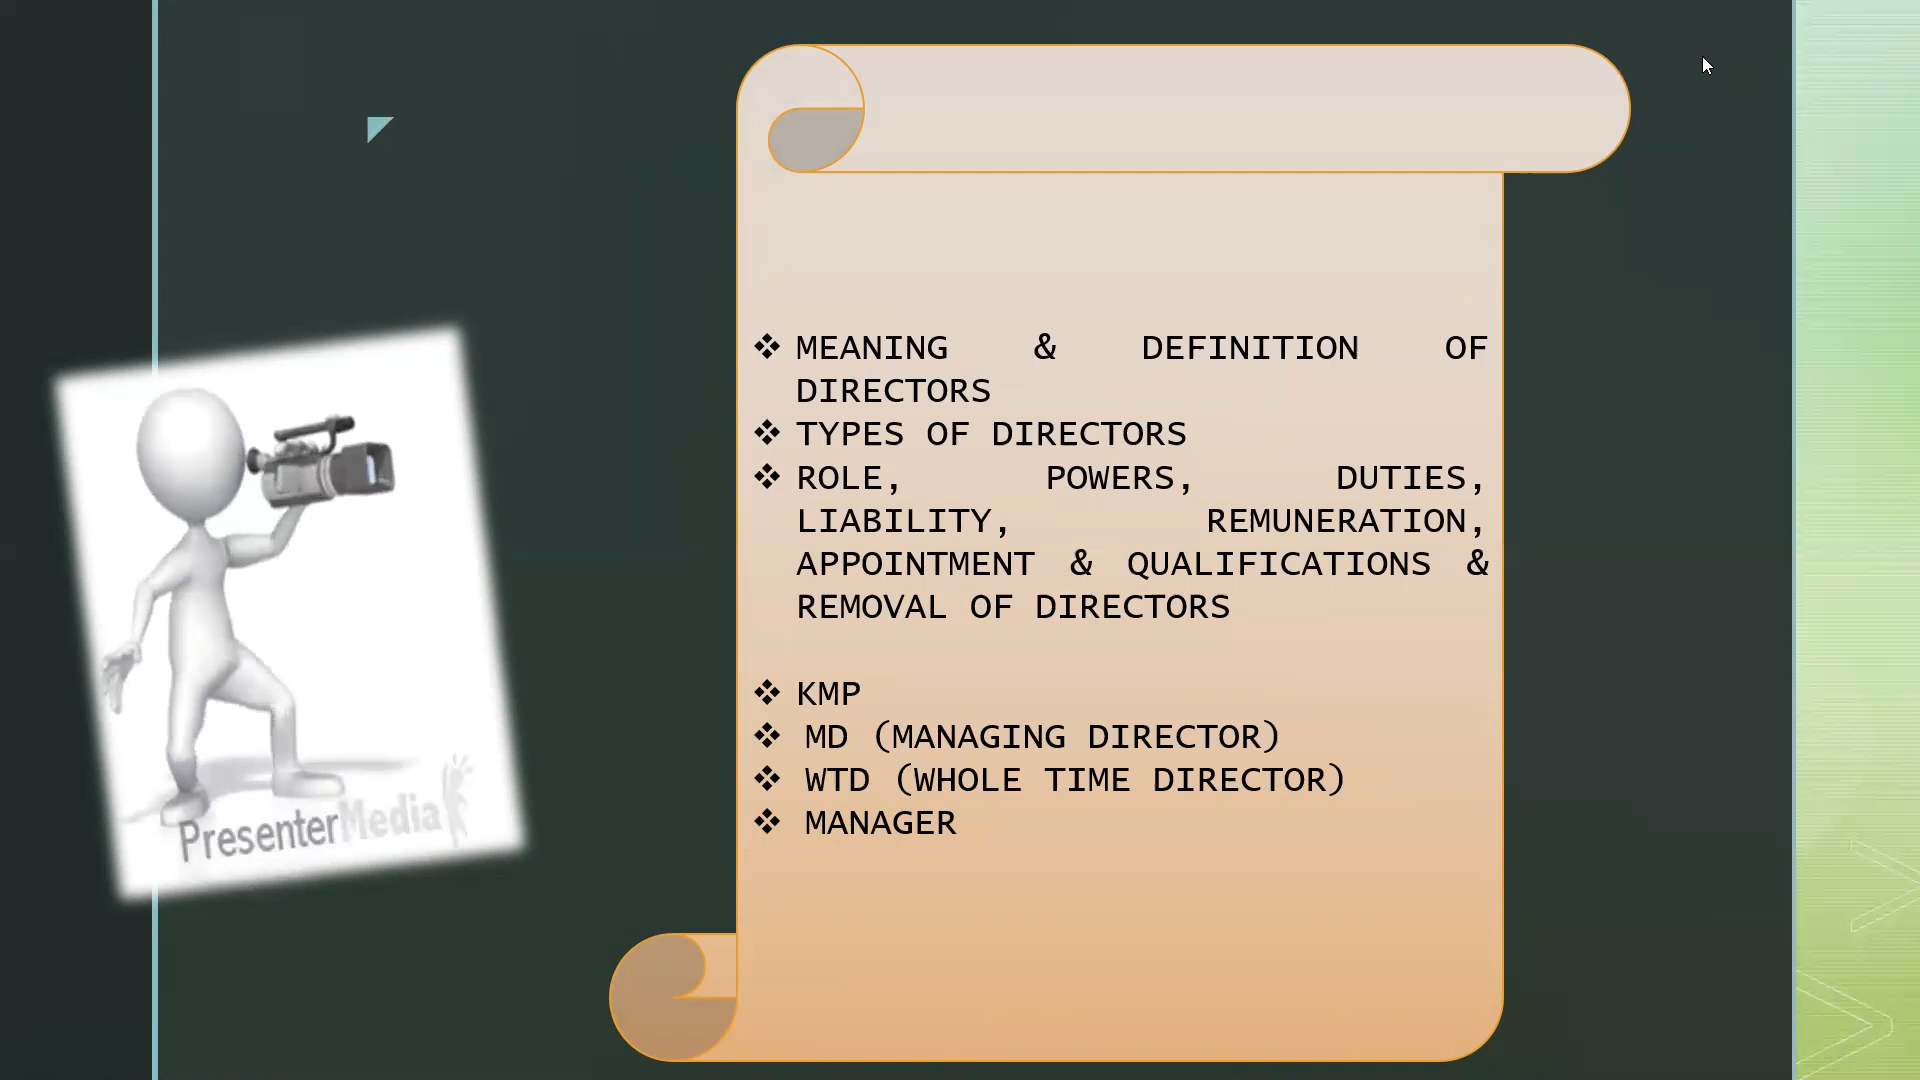 ❖ MEANING & DEFINITION OF
DIRECTORS
❖ TYPES OF DIRECTORS
❖ ROLE, POWERS, DUTIES,
LIABILITY, REMUNERATION,
APPOINTMENT & QUALIFICATIONS &
REMOVAL OF DIRECTORS
❖ KMP
❖ MD (MANAGING DIRECTOR)
❖ WTD (WHOLE TIME DIRECTOR)
❖ MANAGER
PresenterMedia